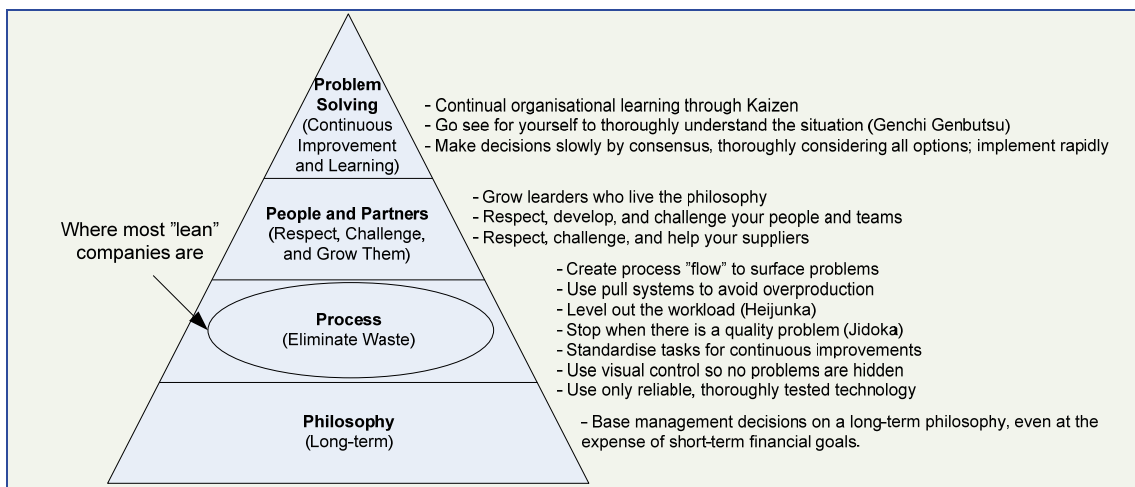 Problem
Solving
(Continuous
Improvement
and Learning)
- Continual organisational learning through Kaizen
- Go see for yourself to thoroughly understand the situation (Genchi Genbutsu)
- Make decisions slowly by consensus, thoroughly considering all options; implement rapidly
People and Partners
(Respect, Challenge,
and Grow Them)
- Grow learders who live the philosophy
- Respect, develop, and challenge your people and teams
- Respect, challenge, and help your suppliers
Where most ”lean”
companies are
Process
(Eliminate Waste)
- Create process ”flow” to surface problems
- Use pull systems to avoid overproduction
- Level out the workload (Heijunka)
- Stop when there is a quality problem (Jidoka)
- Standardise tasks for continuous improvements
- Use visual control so no problems are hidden
- Use only reliable, thoroughly tested technology
Philosophy
(Long-term)
- Base management decisions on a long-term philosophy, even at the
expense of short-term financial goals.